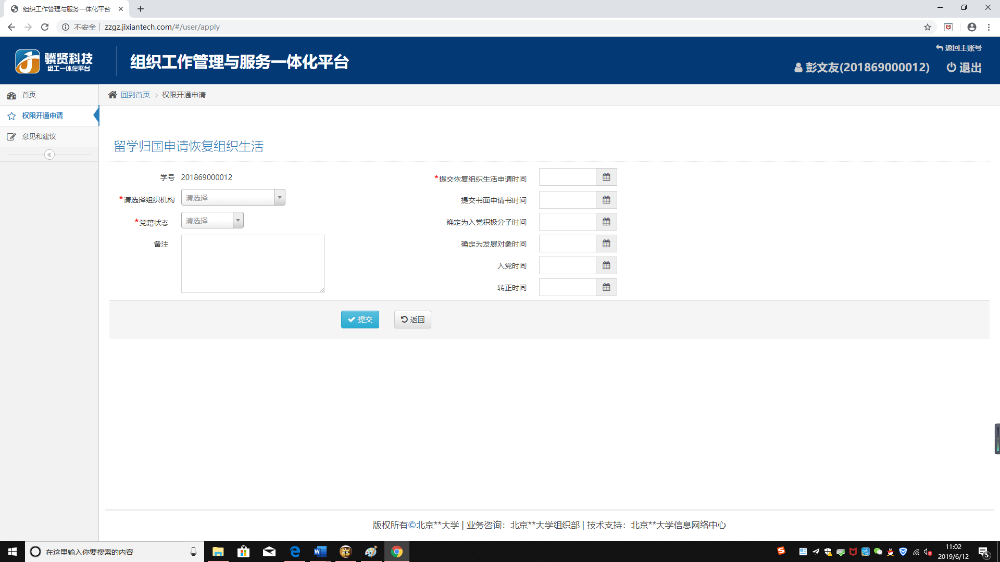 组织工作管理与服务一体化平台
不安全
zzgz.jixiantech.com/#/user/apply
骥贤科技
组工一体化平台
组织工作管理与服务一体化平台
返回主账号
彭文友(201869000012)
退出
首页
权限开通申请
意见和建议
回到首页
权限开通申请
留学归国申请恢复组织生活
学号 201869000012
*请选择组织机构 请选择
*党籍状态 请选择
备注
*提交恢复组织生活申请时间
提交书面申请书时间
确定为入党积极分子时间
确定为发展对象时间
入党时间
转正时间
提交
返回
版权所有©北京**大学 | 业务咨询：北京**大学组织部 | 技术支持：北京**大学信息网络中心
在这里输入你要搜索的内容
11:02
2019/6/12
5